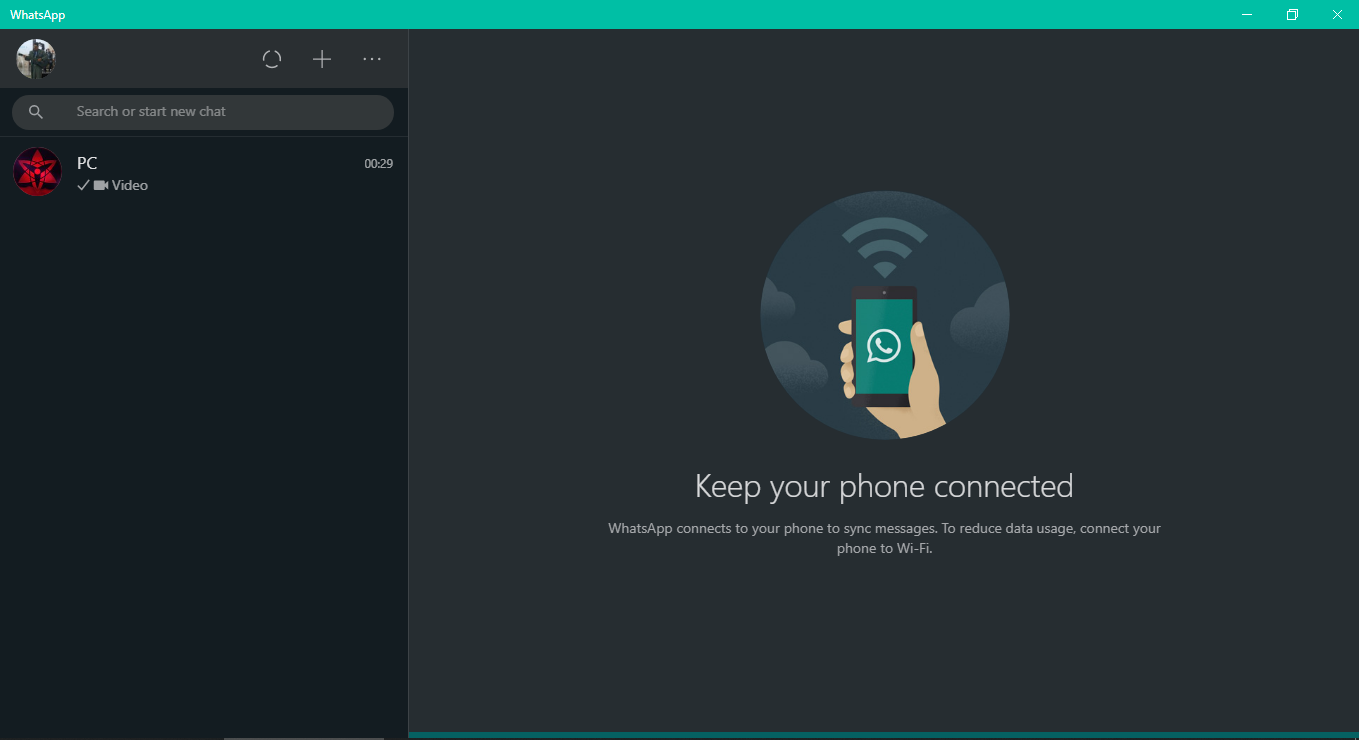 WhatsApp
Search or start new chat
PC
00:29
Video
Keep your phone connected
WhatsApp connects to your phone to sync messages. To reduce data usage, connect your
phone to Wi-Fi.